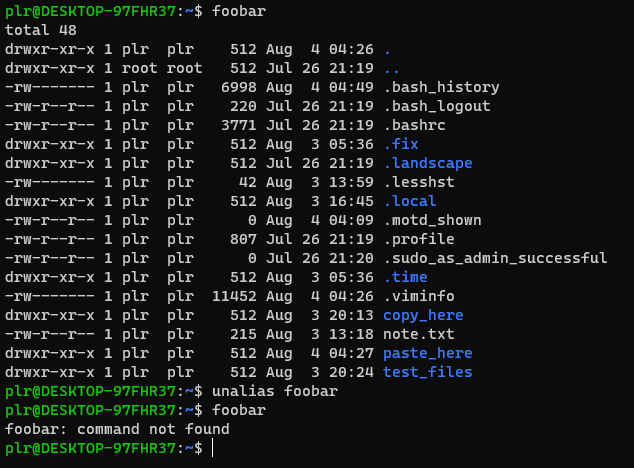 plr@DESKTOP-97FHR37:~$ foobar
total 48
drwxr-xr-x 1 plr  plr    512 Aug  4 04:26 .
drwxr-xr-x 1 root root   512 Jul 26 21:19 ..
-rw------- 1 plr  plr   6998 Aug  4 04:49 .bash_history
-rw-r--r-- 1 plr  plr    220 Jul 26 21:19 .bash_logout
-rw-r--r-- 1 plr  plr   3771 Jul 26 21:19 .bashrc
drwxr-xr-x 1 plr  plr    512 Aug  3 05:36 .fix
drwxr-xr-x 1 plr  plr    512 Jul 26 21:19 .landscape
-rw------- 1 plr  plr     42 Aug  3 13:59 .lesshst
drwxr-xr-x 1 plr  plr    512 Aug  3 16:45 .local
-rw-r--r-- 1 plr  plr      0 Aug  4 04:09 .motd_shown
-rw-r--r-- 1 plr  plr    807 Jul 26 21:19 .profile
-rw-r--r-- 1 plr  plr      0 Jul 26 21:20 .sudo_as_admin_successful
drwxr-xr-x 1 plr  plr    512 Aug  3 05:36 .time
-rw------- 1 plr  plr  11452 Aug  4 04:26 .viminfo
drwxr-xr-x 1 plr  plr    512 Aug  3 20:13 copy_here
-rw-r--r-- 1 plr  plr    215 Aug  3 13:18 note.txt
drwxr-xr-x 1 plr  plr    512 Aug  4 04:27 paste_here
drwxr-xr-x 1 plr  plr    512 Aug  3 20:24 test_files
plr@DESKTOP-97FHR37:~$ unalias foobar
plr@DESKTOP-97FHR37:~$ foobar
foobar: command not found
plr@DESKTOP-97FHR37:~$